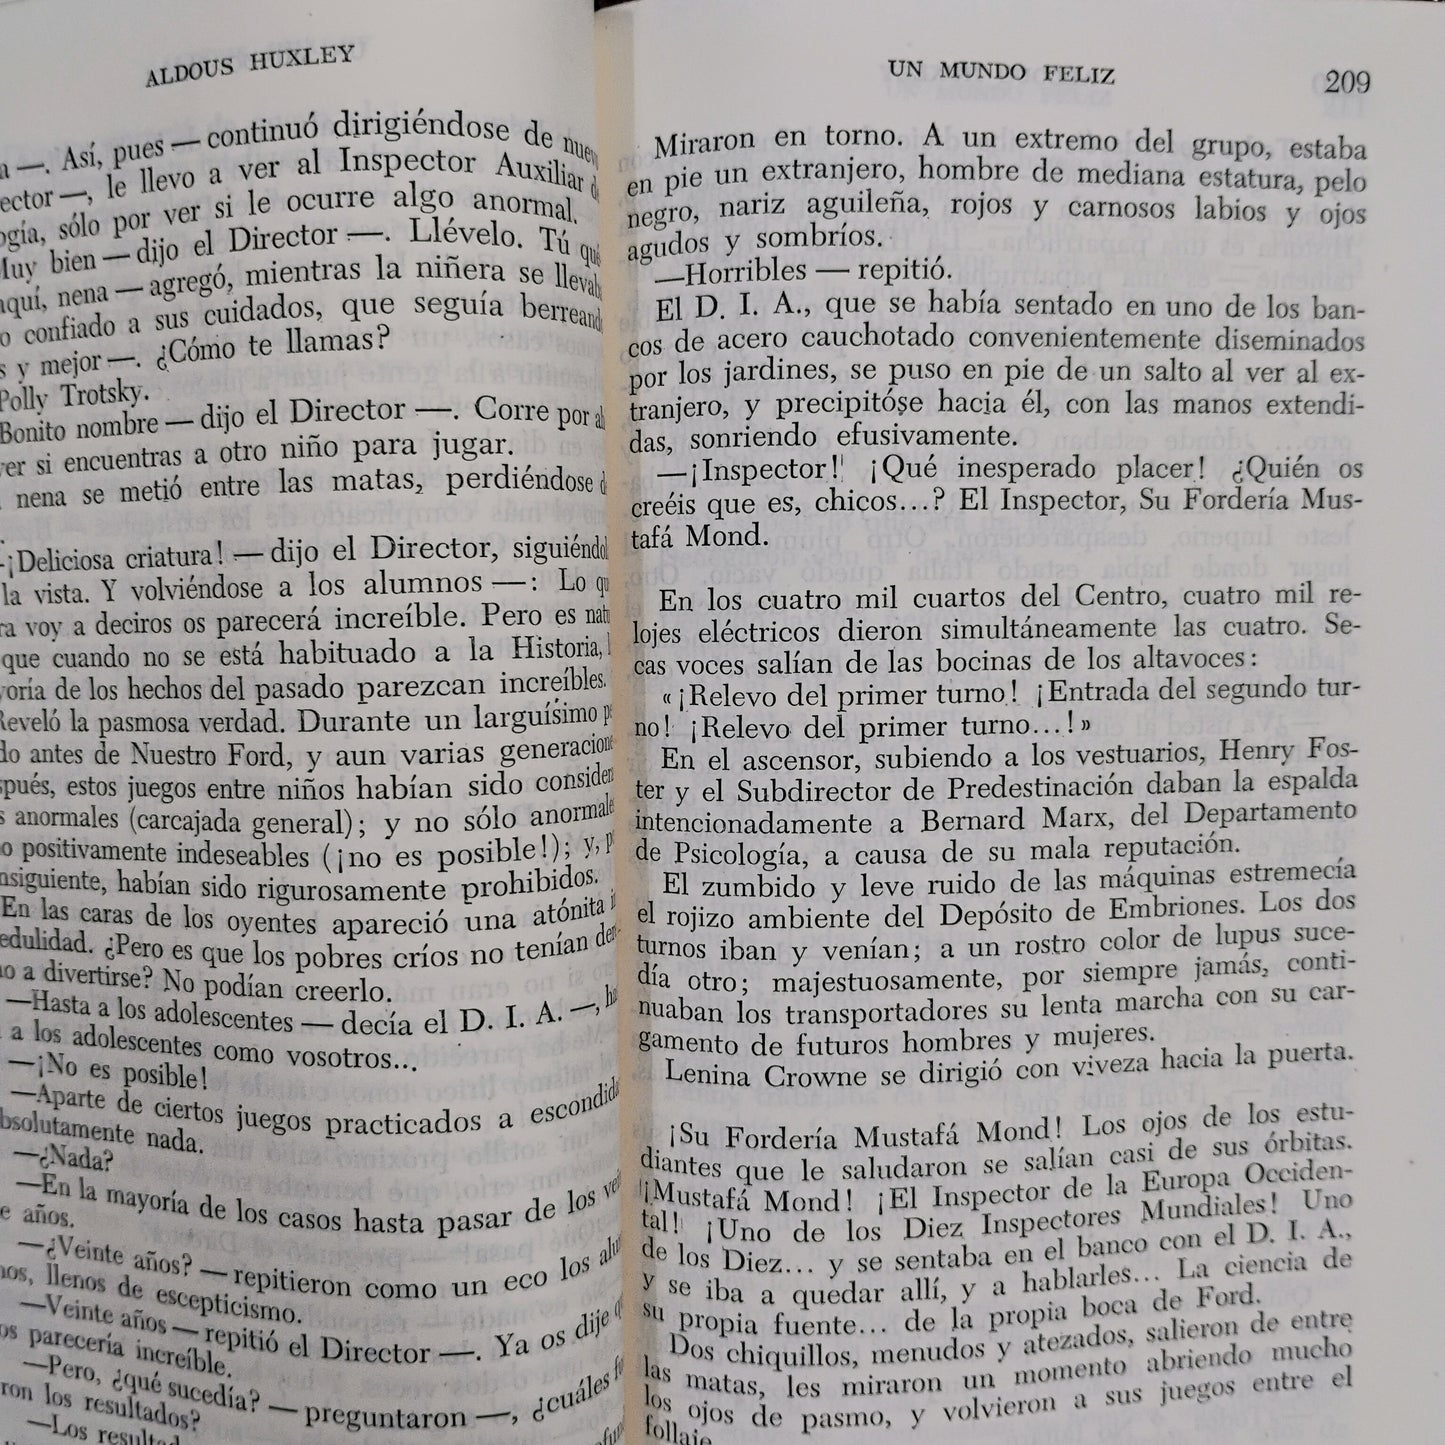 ALDOUS HUXLEY
—. Así, pues — continuó dirigiéndose de
—, le llevo a ver al Inspector Auxiliar
sólo por ver si le ocurre algo anormal.
bien — dijo el Director —. Llévelo. Tú
nena — agregó, mientras la niñera se
confiado a sus cuidados, que seguía
y mejor —. ¿Cómo te llamas?
Polly Trotsky.
Bonito nombre — dijo el Director —. Corre por
si encuentras a otro niño para jugar.
nena se metió entre las matas, perdiéndose
¡Deliciosa criatura! — dijo el Director,
la vista. Y volviéndose a los alumnos —: Lo
voy a deciros os parecerá increíble. Pero es
que cuando no se está habituado a la Historia,
de los hechos del pasado parezcan increíbles.
Reveló la pasmosa verdad. Durante un larguísimo
antes de Nuestro Ford, y aun varias
estos juegos entre niños habían sido
anormales (carcajada general); y no sólo
positivamente indeseables (¡no es posible!); y,
habían sido rigurosamente prohibidos.
En las caras de los oyentes apareció una atónita
¿Pero es que los pobres críos no tenían
a divertirse? No podían creerlo.
—Hasta a los adolescentes — decía el D. I. A. —,
a los adolescentes como vosotros...
—¡No es posible!
—Aparte de ciertos juegos practicados a
absolutamente nada.
—¿Nada?
—En la mayoría de los casos hasta pasar de los
años.
—¿Veinte años? — repitieron como un eco los
llenos de escepticismo.
—Veinte años — repitió el Director —. Ya os dije
parecería increíble.
—Pero, ¿qué sucedía? — preguntaron —, ¿cuáles
los resultados?
—Los
UN MUNDO FELIZ 209
Miraron en torno. A un extremo del grupo, estaba
en pie un extranjero, hombre de mediana estatura, pelo
negro, nariz aguileña, rojos y carnosos labios y ojos
agudos y sombríos.
—Horribles — repitió.
El D. I. A., que se había sentado en uno de los ban-
cos de acero cauchotado convenientemente diseminados
por los jardines, se puso en pie de un salto al ver al ex-
tranjero, y precipitóse hacia él, con las manos extendi-
das, sonriendo efusivamente.
—¡Inspector! ¡Qué inesperado placer! ¿Quién os
creéis que es, chicos...? El Inspector, Su Fordería Mus-
tafá Mond.
En los cuatro mil cuartos del Centro, cuatro mil re-
lojes eléctricos dieron simultáneamente las cuatro. Se-
cas voces salían de las bocinas de los altavoces:
«¡Relevo del primer turno! ¡Entrada del segundo tur-
no! ¡Relevo del primer turno...!»
En el ascensor, subiendo a los vestuarios, Henry Fos-
ter y el Subdirector de Predestinación daban la espalda
intencionadamente a Bernard Marx, del Departamento
de Psicología, a causa de su mala reputación.
El zumbido y leve ruido de las máquinas estremecía
el rojizo ambiente del Depósito de Embriones. Los dos
turnos iban y venían; a un rostro color de lupus suce-
día otro; majestuosamente, por siempre jamás, conti-
nuaban los transportadores su lenta marcha con su car-
gamento de futuros hombres y mujeres.
Lenina Crowne se dirigió con viveza hacia la puerta.
¡Su Fordería Mustafá Mond! Los ojos de los estu-
diantes que le saludaron se salían casi de sus órbitas.
¡Mustafá Mond! ¡El Inspector de la Europa Occiden-
tal! ¡Uno de los Diez Inspectores Mundiales! Uno
de los Diez... y se sentaba en el banco con el D. I. A.,
y se iba a quedar allí, y a hablarles... La ciencia de
su propia fuente... de la propia boca de Ford.
Dos chiquillos, menudos y atezados, salieron de entre
las matas, les miraron un momento abriendo mucho
los ojos de pasmo, y volvieron a sus juegos entre el
follaje